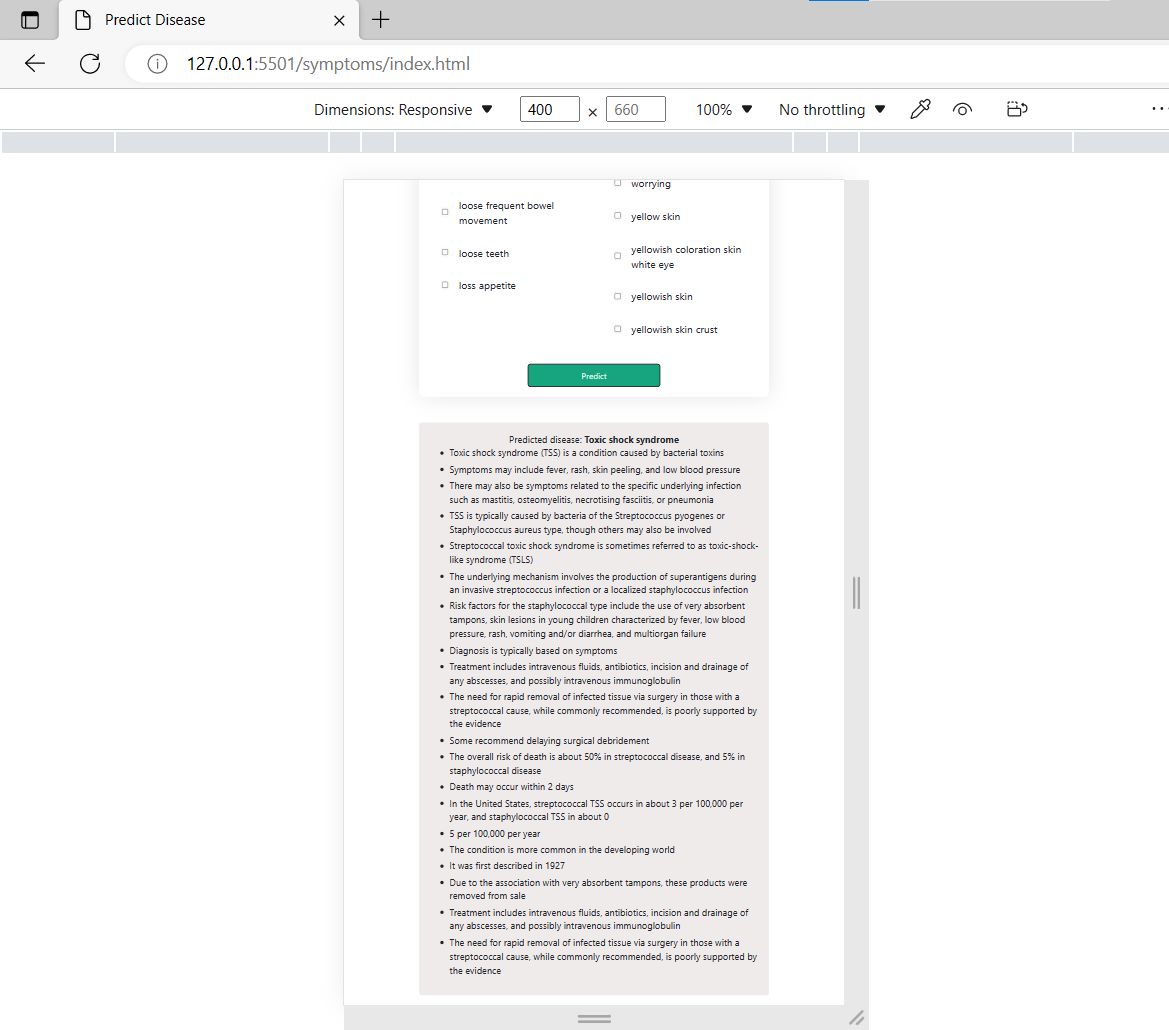 Predict Disease
127.0.0.1:5501/symptoms/index.html
Dimensions: Responsive 400 x 660 100% No throttling
worrying
loose frequent bowel
movement
yellow skin
loose teeth
yellowish coloration skin
white eye
loss appetite
yellowish skin
yellowish skin crust
Predict
Predicted disease: Toxic shock syndrome
• Toxic shock syndrome (TSS) is a condition caused by bacterial toxins
• Symptoms may include fever, rash, skin peeling, and low blood pressure
• There may also be symptoms related to the specific underlying infection
such as mastitis, osteomyelitis, necrotising fasciitis, or pneumonia
• TSS is typically caused by bacteria of the Streptococcus pyogenes or
Staphylococcus aureus type, though others may also be involved
• Streptococcal toxic shock syndrome is sometimes referred to as toxic-shock-
like syndrome (TSLS)
• The underlying mechanism involves the production of superantigens during
an invasive streptococcus infection or a localized staphylococcus infection
• Risk factors for the staphylococcal type include the use of very absorbent
tampons, skin lesions in young children characterized by fever, low blood
pressure, rash, vomiting and/or diarrhea, and multiorgan failure
• Diagnosis is typically based on symptoms
• Treatment includes intravenous fluids, antibiotics, incision and drainage of
any abscesses, and possibly intravenous immunoglobulin
• The need for rapid removal of infected tissue via surgery in those with a
streptococcal cause, while commonly recommended, is poorly supported by
the evidence
• Some recommend delaying surgical debridement
• The overall risk of death is about 50% in streptococcal disease, and 5% in
staphylococcal disease
• Death may occur within 2 days
• In the United States, streptococcal TSS occurs in about 3 per 100,000 per
year, and staphylococcal TSS in about 0
• 5 per 100,000 per year
• The condition is more common in the developing world
• It was first described in 1927
• Due to the association with very absorbent tampons, these products were
removed from sale
• Treatment includes intravenous fluids, antibiotics, incision and drainage of
any abscesses, and possibly intravenous immunoglobulin
• The need for rapid removal of infected tissue via surgery in those with a
streptococcal cause, while commonly recommended, is poorly supported by
the evidence